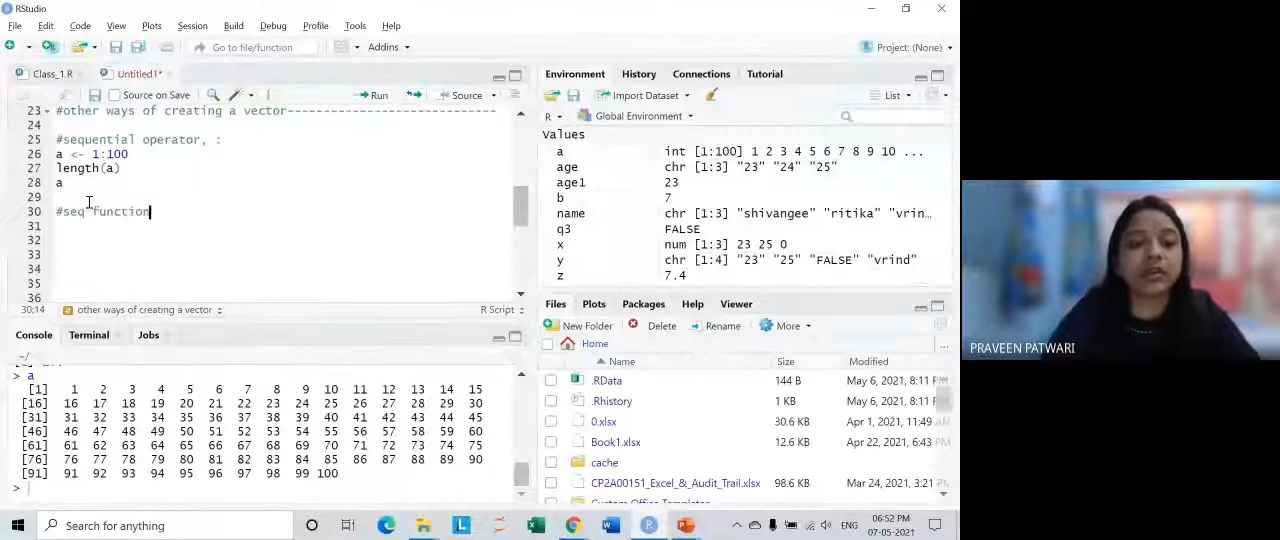 RStudio
File Edit Code View Plots Session Build Debug Profile Tools Help
Go to file/function Addins Project: (None)
Class_1.R Untitled1*
Source on Save Run Source
23 #other ways of creating a vector--------------------------------
24
25 #sequential operator, :
26 a <- 1:100
27 length(a)
28 a
29
30 #seq function
31
32
33
34
35
36
30:14 other ways of creating a vector R Script
Console Terminal Jobs
~/
> a
[1] 1 2 3 4 5 6 7 8 9 10 11 12 13 14 15
[16] 16 17 18 19 20 21 22 23 24 25 26 27 28 29 30
[31] 31 32 33 34 35 36 37 38 39 40 41 42 43 44 45
[46] 46 47 48 49 50 51 52 53 54 55 56 57 58 59 60
[61] 61 62 63 64 65 66 67 68 69 70 71 72 73 74 75
[76] 76 77 78 79 80 81 82 83 84 85 86 87 88 89 90
[91] 91 92 93 94 95 96 97 98 99 100
>
Environment History Connections Tutorial
Import Dataset List
R Global Environment
Values
a int [1:100] 1 2 3 4 5 6 7 8 9 10 ...
age chr [1:3] "23" "24" "25"
age1 23
b 7
name chr [1:3] "shivangee" "ritika" "vrin…
q3 FALSE
x num [1:3] 23 25 0
y chr [1:4] "23" "25" "FALSE" "vrind"
z 7.4
Files Plots Packages Help Viewer
New Folder Delete Rename More
Home ...
Name Size Modified
.RData 144 B May 6, 2021, 8:11 P
.Rhistory 1 KB May 6, 2021, 8:11 P
0.xlsx 30.6 KB Apr 1, 2021, 11:49
Book1.xlsx 12.6 KB Apr 22, 2021, 6:43
cache
CP2A00151_Excel_&_Audit_Trail.xlsx 98.6 KB Mar 24, 2021, 3:21
Custom Office Templates
PRAVEEN PATWARI
Search for anything
ENG 06:52 PM
07-05-2021